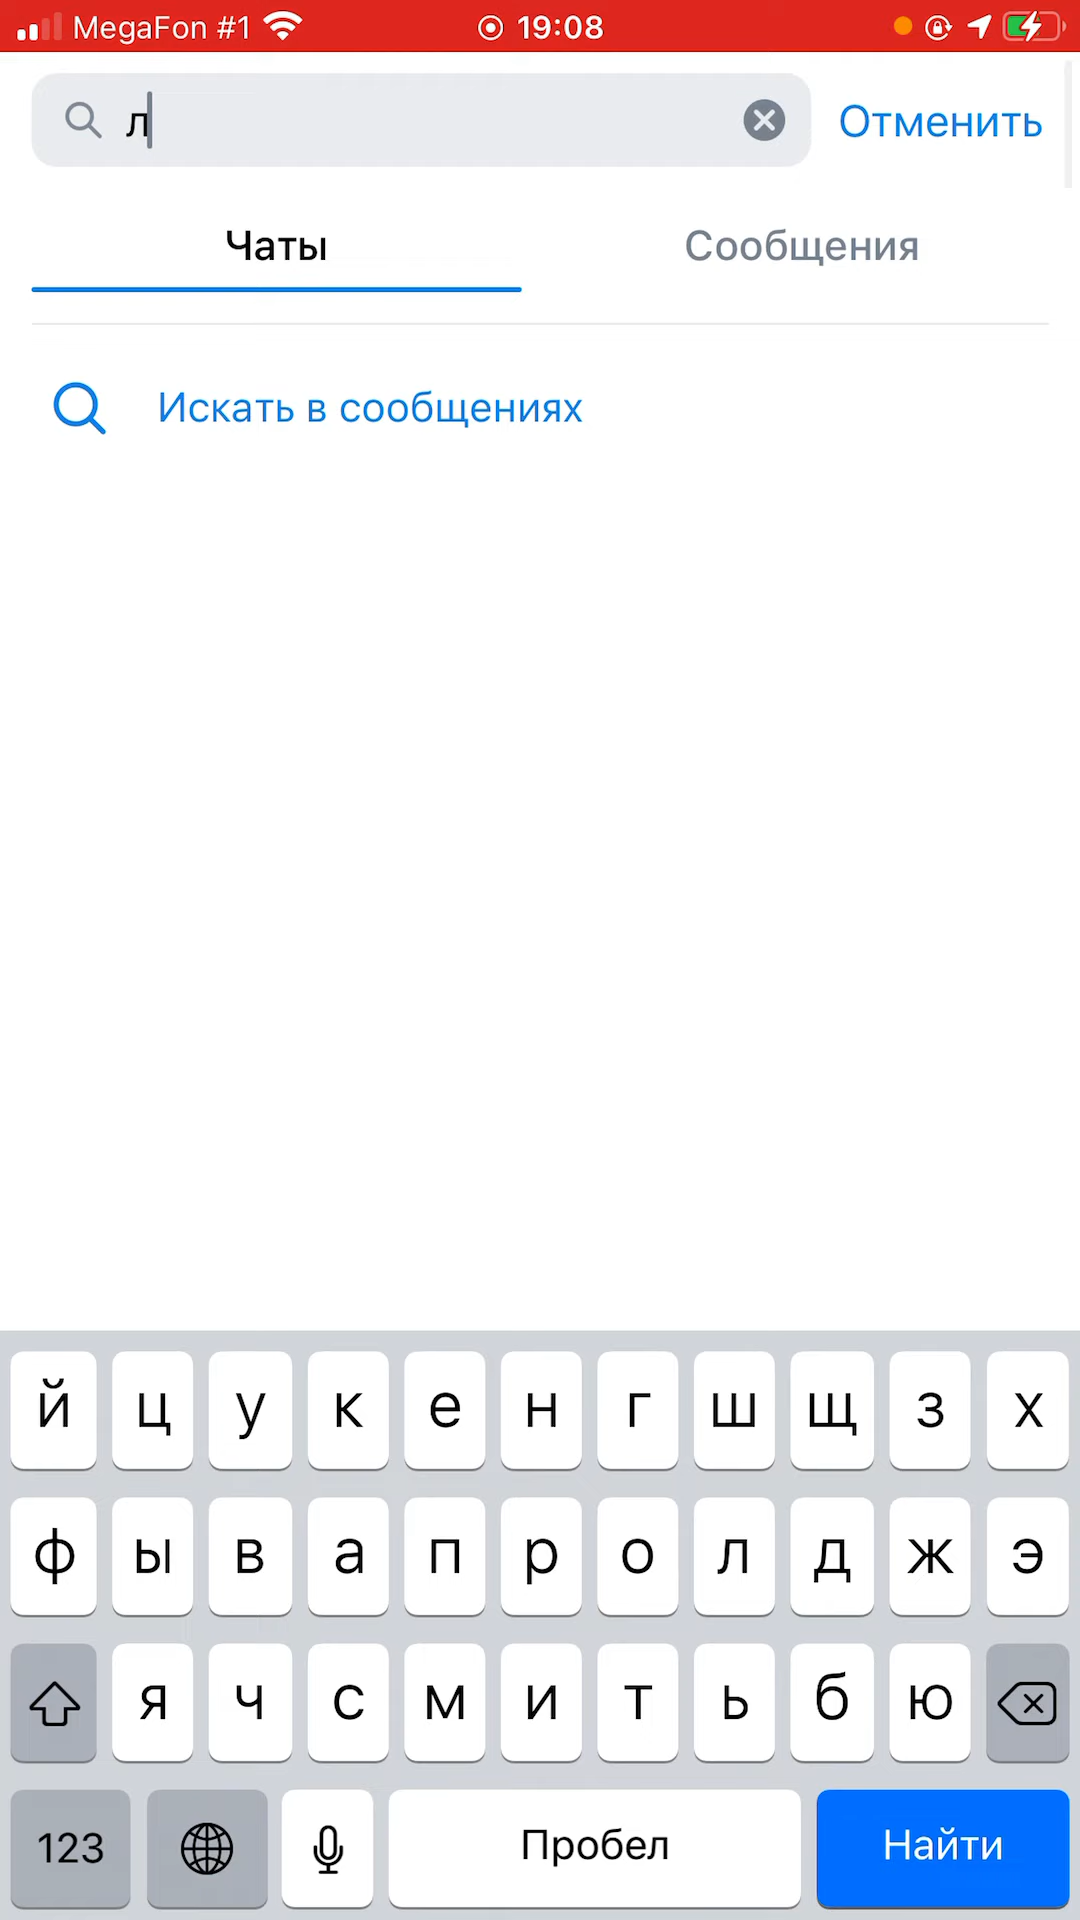 MegaFon #1 19:08
л Отменить
Чаты Сообщения
Искать в сообщениях
й ц у к е н г ш щ з х
ф ы в а п р о л д ж э
я ч с м и т ь б ю
123 Пробел Найти